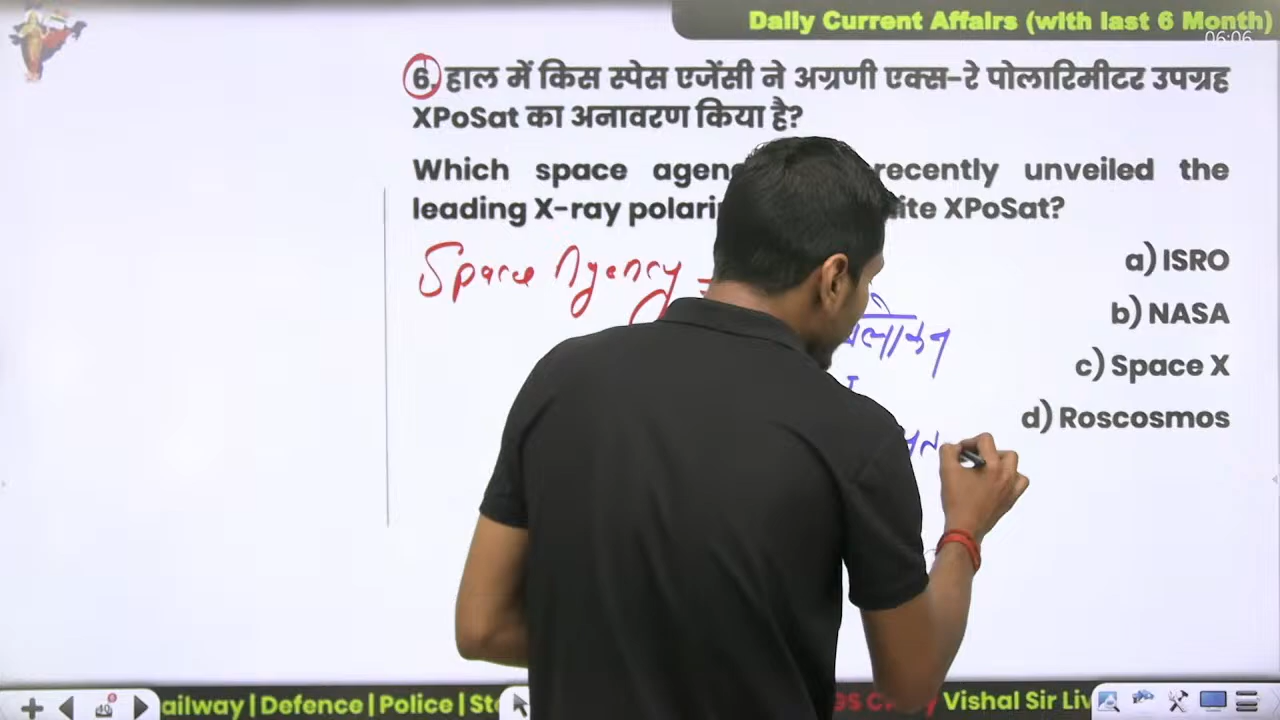 Daily Current Affairs (with last 6 Month)
06:06
6. हाल में किस स्पेस एजेंसी ने अग्रणी एक्स-रे पोलारिमीटर उपग्रह
XPoSat का अनावरण किया है?
Which space agen recently unveiled the
leading X-ray polari lite XPoSat?
Space Agency
a) ISRO
b) NASA
c) Space X
d) Roscosmos
ailway | Defence | Police | St Vishal Sir Liv